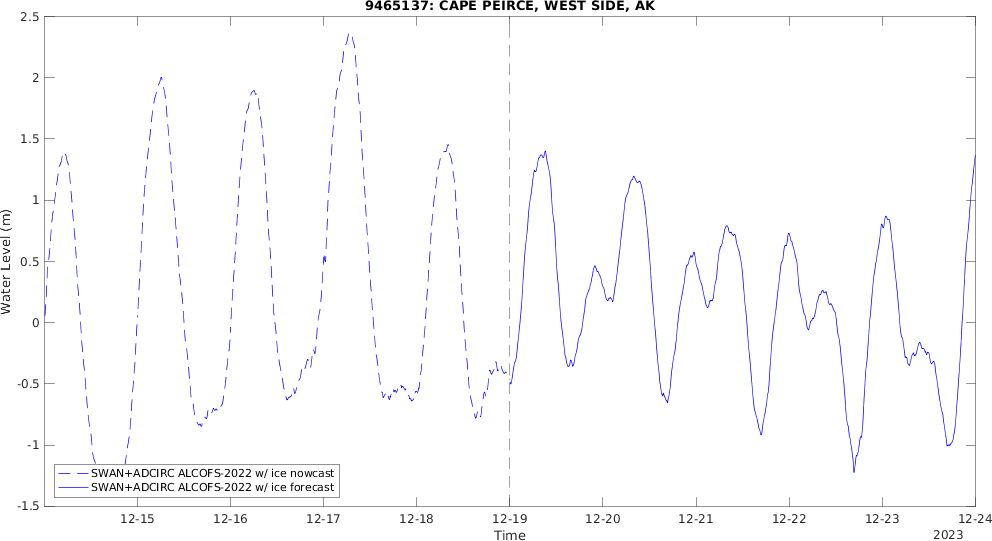 9465137: CAPE PEIRCE, WEST SIDE, AK
2.5
2
1.5
1
0.5
0
-0.5
-1
-1.5
Water Level (m)
SWAN+ADCIRC ALCOFS-2022 w/ ice nowcast
SWAN+ADCIRC ALCOFS-2022 w/ ice forecast
12-15 12-16 12-17 12-18 12-19 12-20 12-21 12-22 12-23 12-24
Time
2023